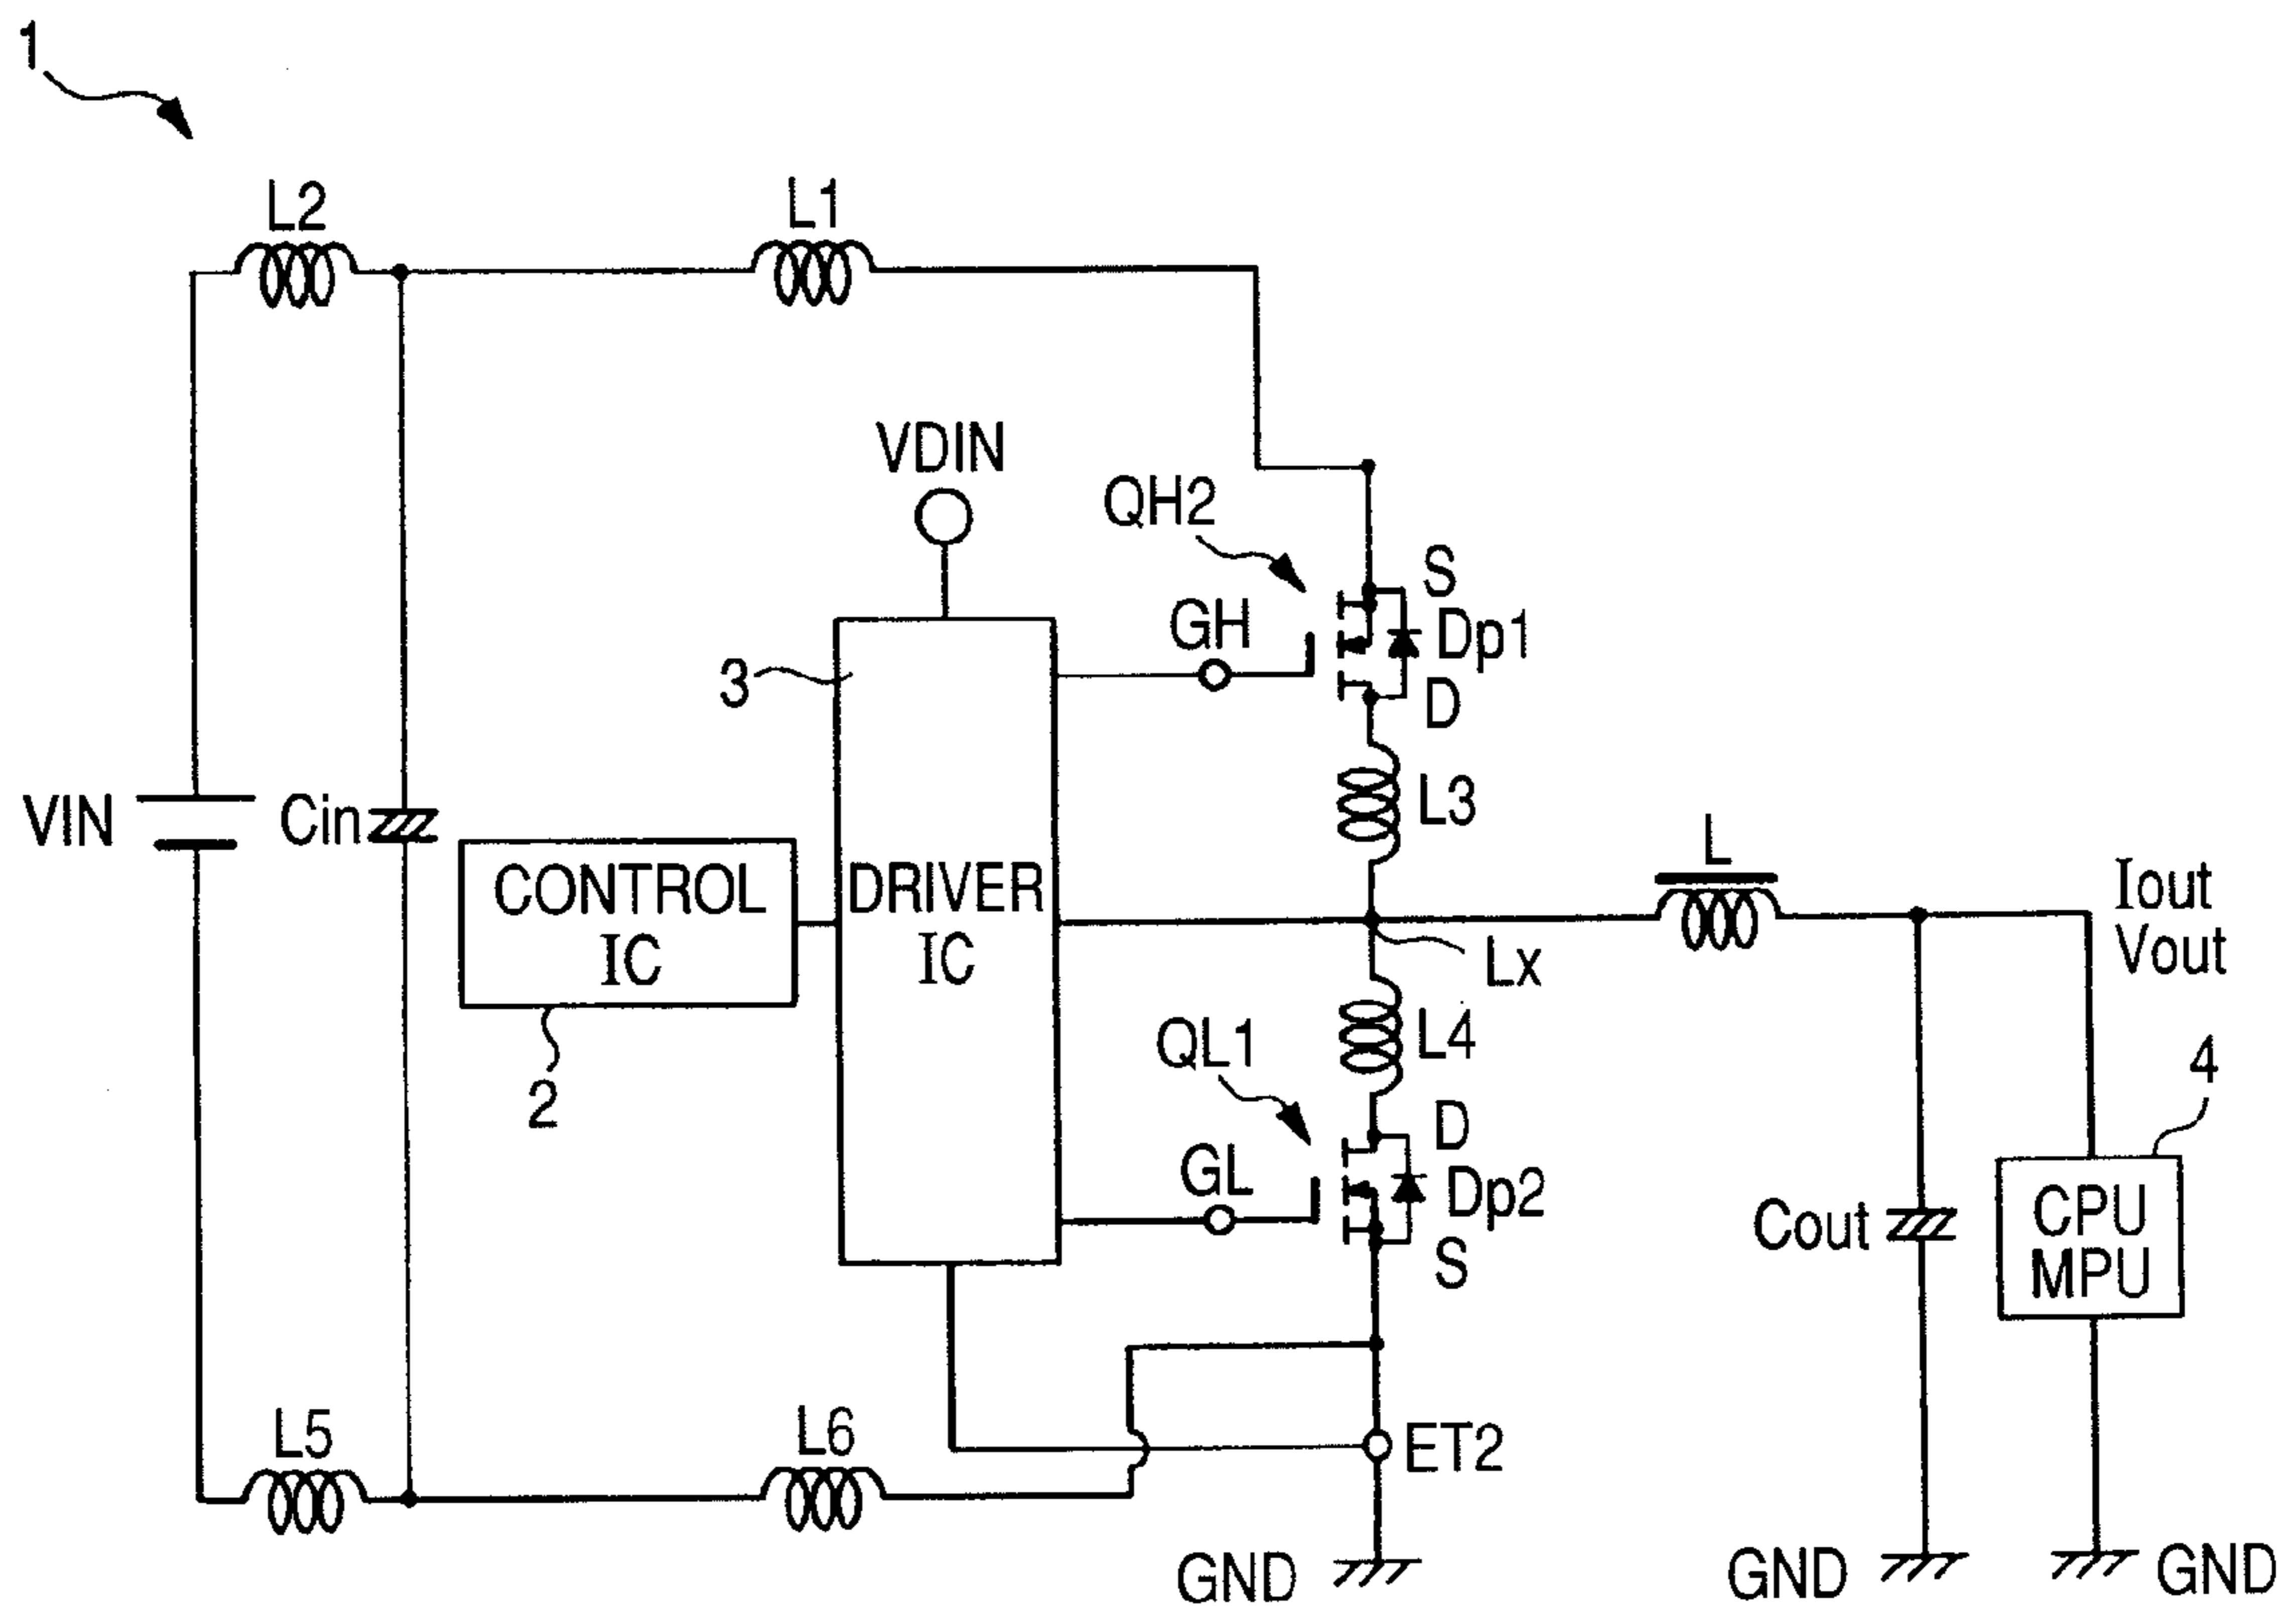 1
L2
L1
VDIN
QH2
S
GH
Dp1
3
D
L3
VIN
Cin
L
CONTROL
IC
DRIVER
IC
Iout
Vout
Lx
L4
QL1
2
4
D
GL
Dp2
CPU
MPU
Cout
S
L5
L6
ET2
GND
GND
GND